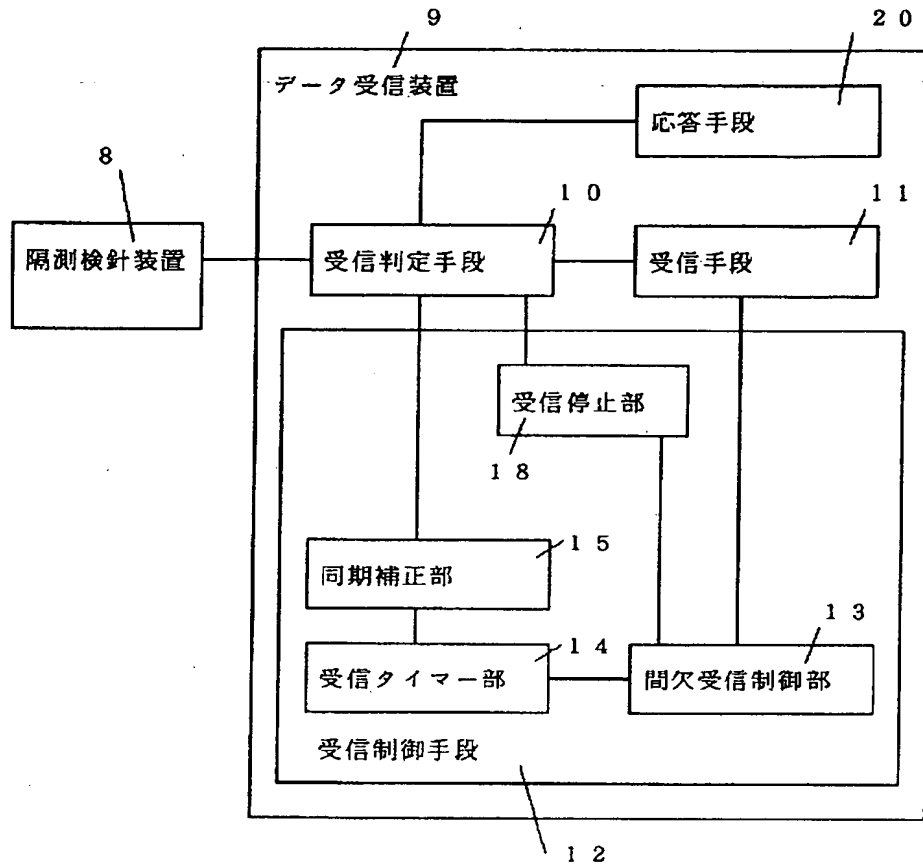 9
20
データ受信装置
応答手段
8
10
11
隔測検針装置
受信判定手段
受信手段
受信停止部
18
15
同期補正部
14
13
受信タイマー部
間欠受信制御部
受信制御手段
12